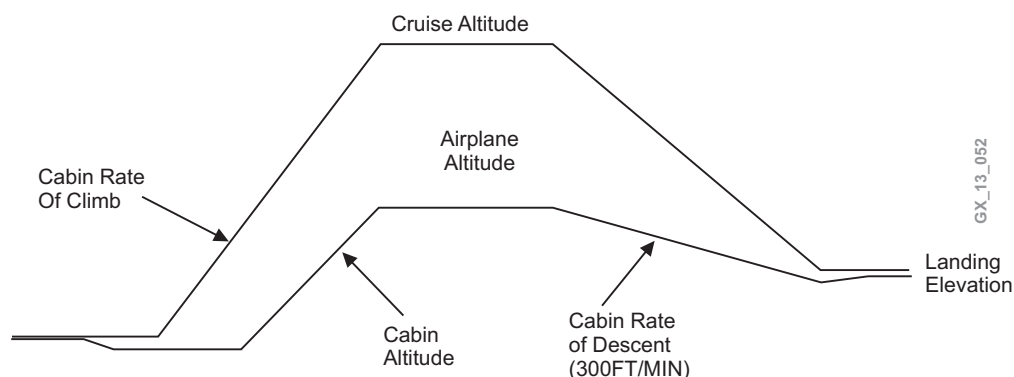 Cruise Altitude
Airplane
Altitude
Cabin Rate
Of Climb
GX_13_052
Landing
Elevation
Cabin
Altitude
Cabin Rate
of Descent
(300FT/MIN)